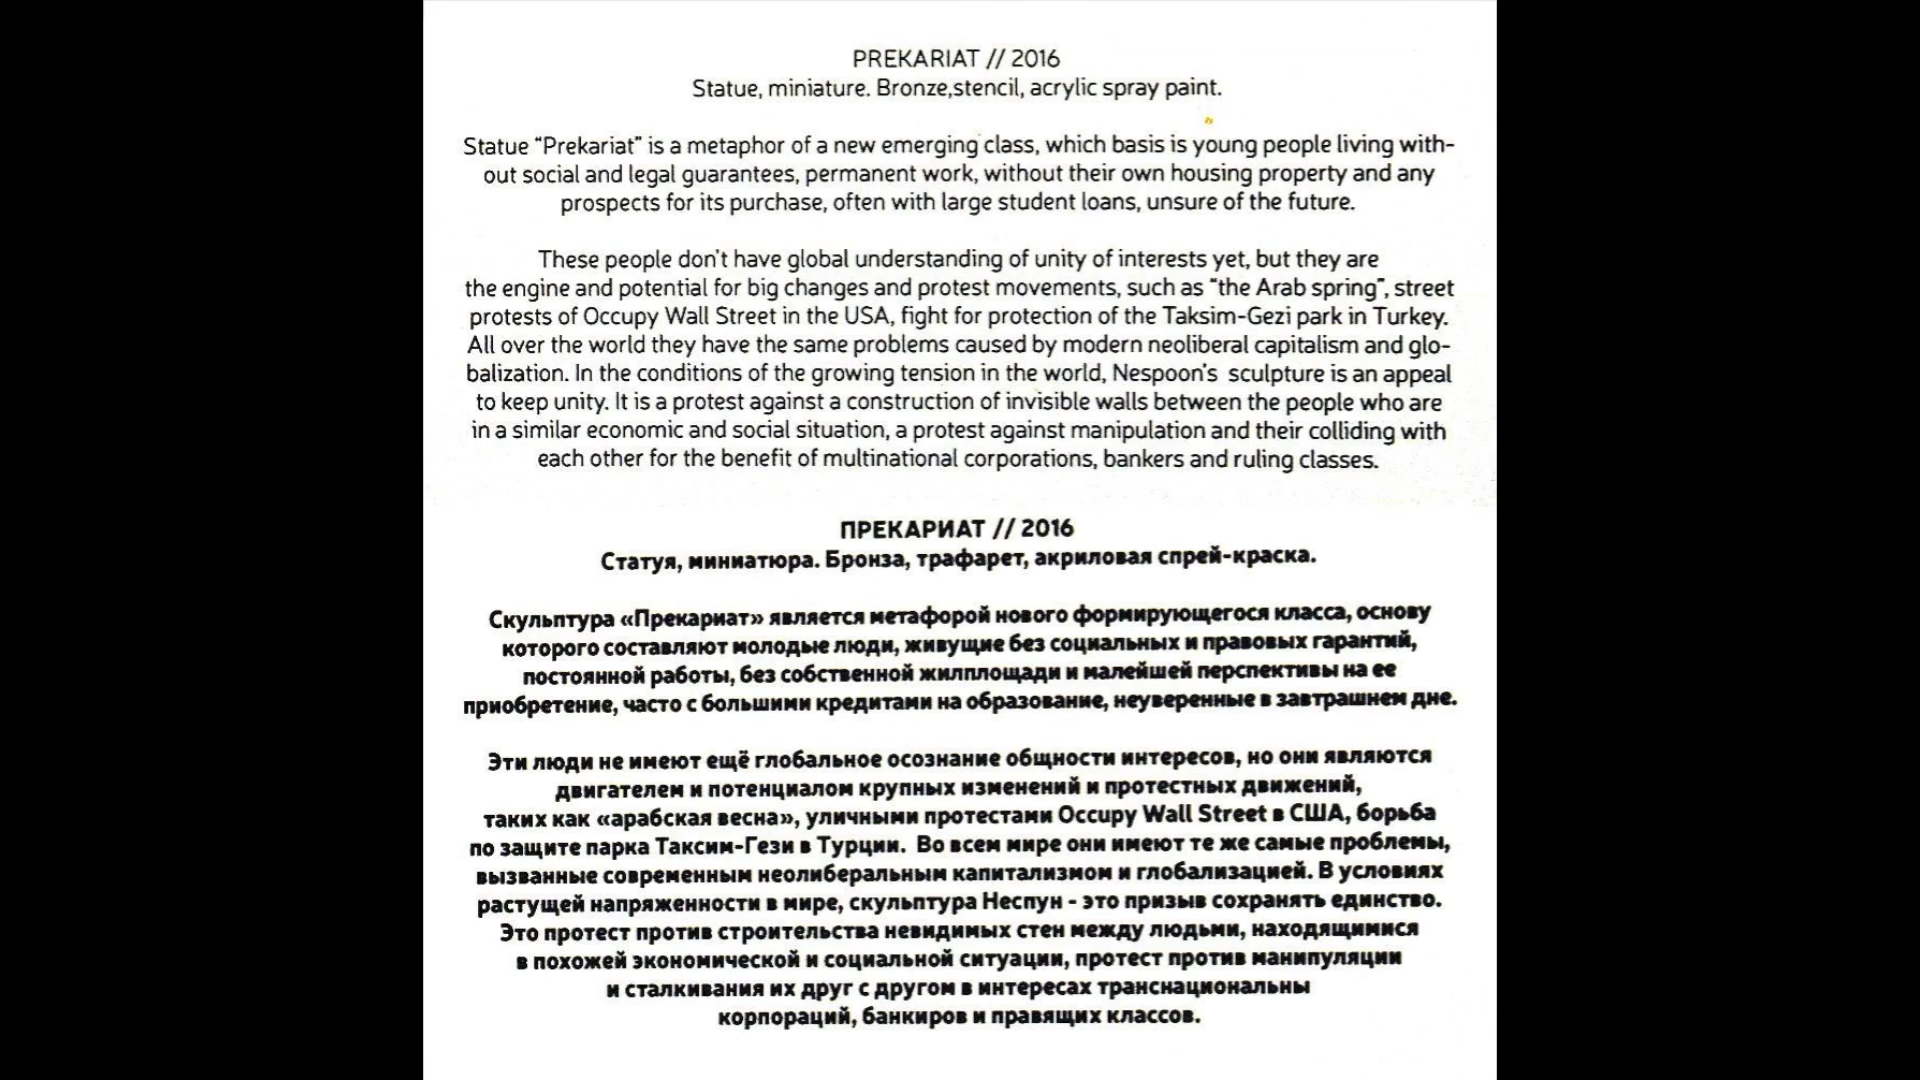 PREKARIAT // 2016
Statue, miniature. Bronze,stencil, acrylic spray paint.
Statue “Prekariat” is a metaphor of a new emerging class, which basis is young people living with-
out social and legal guarantees, permanent work, without their own housing property and any
prospects for its purchase, often with large student loans, unsure of the future.
These people don't have global understanding of unity of interests yet, but they are
the engine and potential for big changes and protest movements, such as “the Arab spring”, street
protests of Occupy Wall Street in the USA, fight for protection of the Taksim-Gezi park in Turkey.
All over the world they have the same problems caused by modern neoliberal capitalism and glo-
balization. In the conditions of the growing tension in the world, Nespoon's sculpture is an appeal
to keep unity. It is a protest against a construction of invisible walls between the people who are
in a similar economic and social situation, a protest against manipulation and their colliding with
each other for the benefit of multinational corporations, bankers and ruling classes.
ПРЕКАРИАТ // 2016
Статуя, миниатюра. Бронза, трафарет, акриловая спрей-краска.
Скульптура «Прекариат» является метафорой нового формирующегося класса, основу
которого составляют молодые люди, живущие без социальных и правовых гарантий,
постоянной работы, без собственной жилплощади и малейшей перспективы на ее
приобретение, часто с большими кредитами на образование, неуверенные в завтрашнем дне.
Эти люди не имеют ещё глобальное осознание общности интересов, но они являются
двигателем и потенциалом крупных изменений и протестных движений,
таких как «арабская весна», уличными протестами Occupy Wall Street в США, борьба
по защите парка Таксим-Гези в Турции. Во всем мире они имеют те же самые проблемы,
вызванные современным неолиберальным капитализмом и глобализацией. В условиях
растущей напряженности в мире, скульптура Неспун - это призыв сохранять единство.
Это протест против строительства невидимых стен между людьми, находящимися
в похожей экономической и социальной ситуации, протест против манипуляции
и сталкивания их друг с другом в интересах транснациональны
корпораций, банкиров и правящих классов.